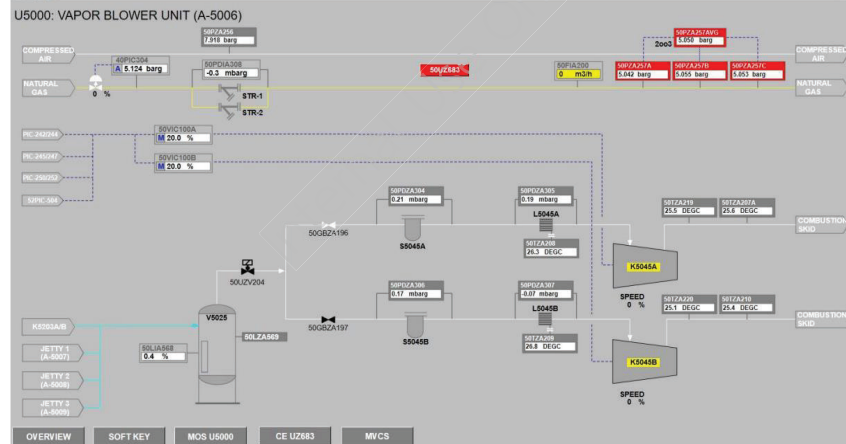 U5000: VAPOR BLOWER UNIT (A-5006)
50PZA256
7.918 barg
50PZA257AVG
5.050 barg
2oo3
COMPRESSED
AIR
COMPRESSED
AIR
40PIC304
A 5.124 barg
50PDIA308
-0.3 mbarg
50UZ683
50FIA200
0 m3/h
50PZA257A
5.042 barg
50PZA257B
5.055 barg
50PZA257C
5.053 barg
NATURAL
GAS
0 %
STR-1
STR-2
NATURAL
GAS
PIC-242/244
50VIC100A
M 20.0 %
PIC-245/247
50VIC100B
M 20.0 %
PIC-250/252
52PIC-504
50PDZA304
0.21 mbarg
50PDZA305
0.19 mbarg
50TZA219
25.5 DEGC
50TZA207A
25.6 DEGC
L5045A
50GBZA196
S5045A
50TZA208
26.3 DEGC
COMBUSTION
SKID
K5045A
50UZV204
50PDZA306
0.17 mbarg
50PDZA307
-0.07 mbarg
SPEED
0 %
50TZA220
25.1 DEGC
50TZA210
25.4 DEGC
V5025
L5045B
K5203A/B
50GBZA197
S5045B
50LZA569
50TZA209
26.8 DEGC
COMBUSTION
SKID
JETTY 1
(A-5007)
50LIA568
0.4 %
K5045B
JETTY 2
(A-5008)
JETTY 3
(A-5009)
SPEED
0 %
OVERVIEW
SOFT KEY
MOS U5000
CE UZ683
MVCS